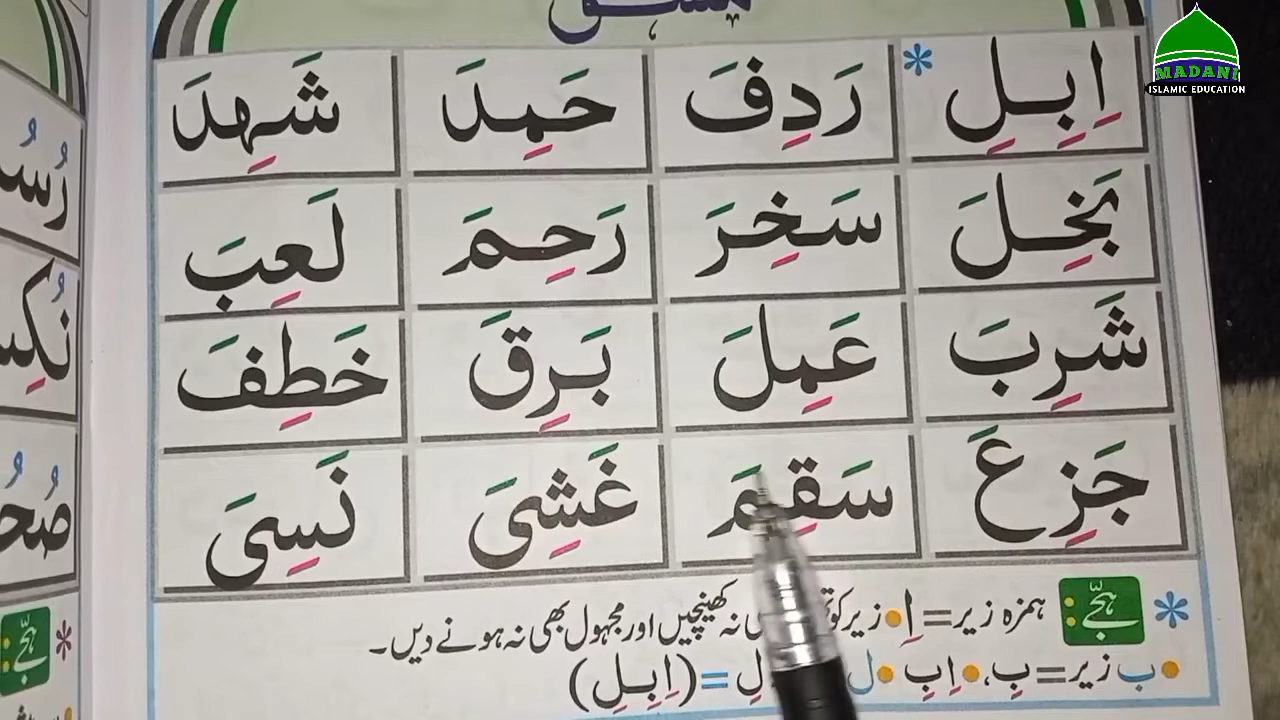 مشق
اِبِلِ رَدِفَ حَمِدَ شَهِدَ
بَخِلَ سَخِرَ رَحِمَ لَعِبَ
شَرِبَ عَمِلَ بَرِقَ خَطِفَ
جَزِعَ سَقِمَ غَشِیَ نَسِیَ
ہجّے: ہمزہ زیر = اِ زیر کو نہ کھینچیں اور مجہول بھی نہ ہونے دیں۔
ب زیر = بِ، اِبِ ل لِ = (اِبِلِ)
MADANI
ISLAMIC EDUCATION